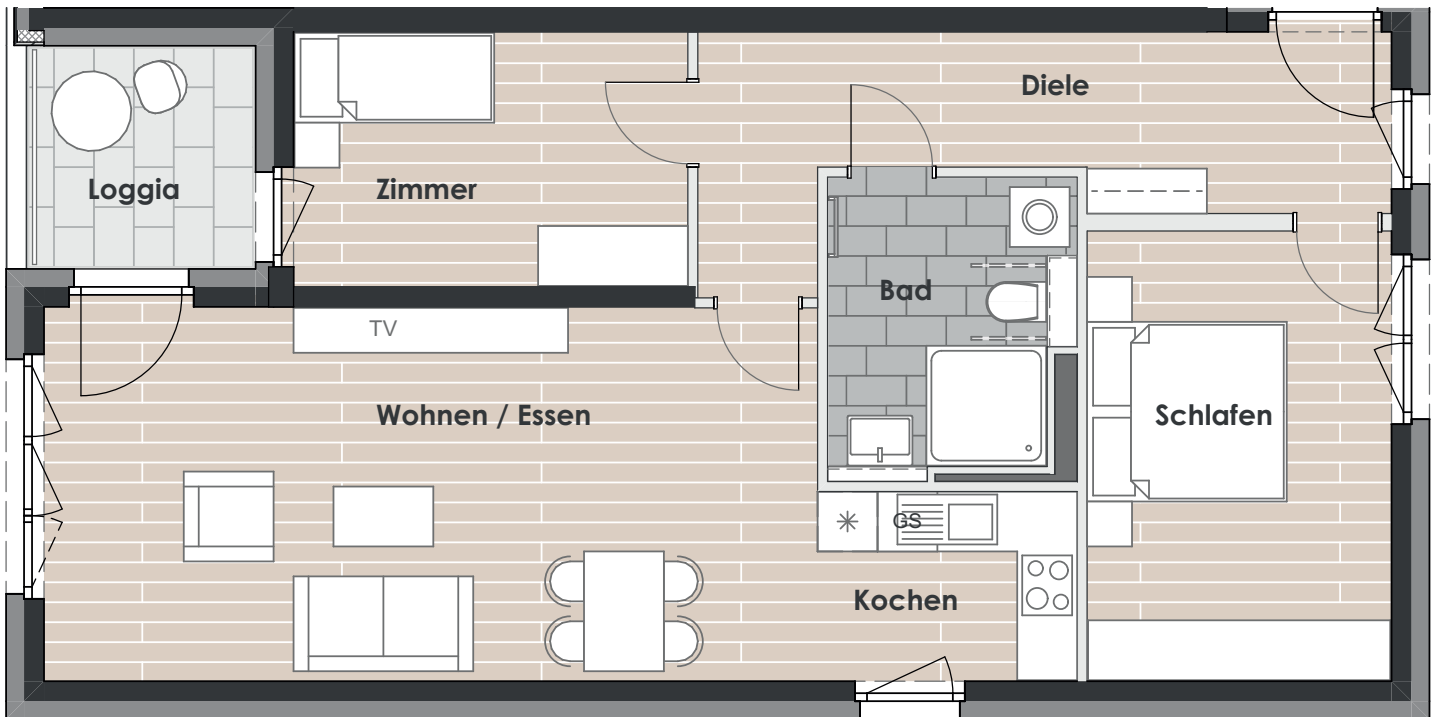 Diele
Loggia
Zimmer
Bad
TV
Wohnen / Essen
Schlafen
GS
Kochen